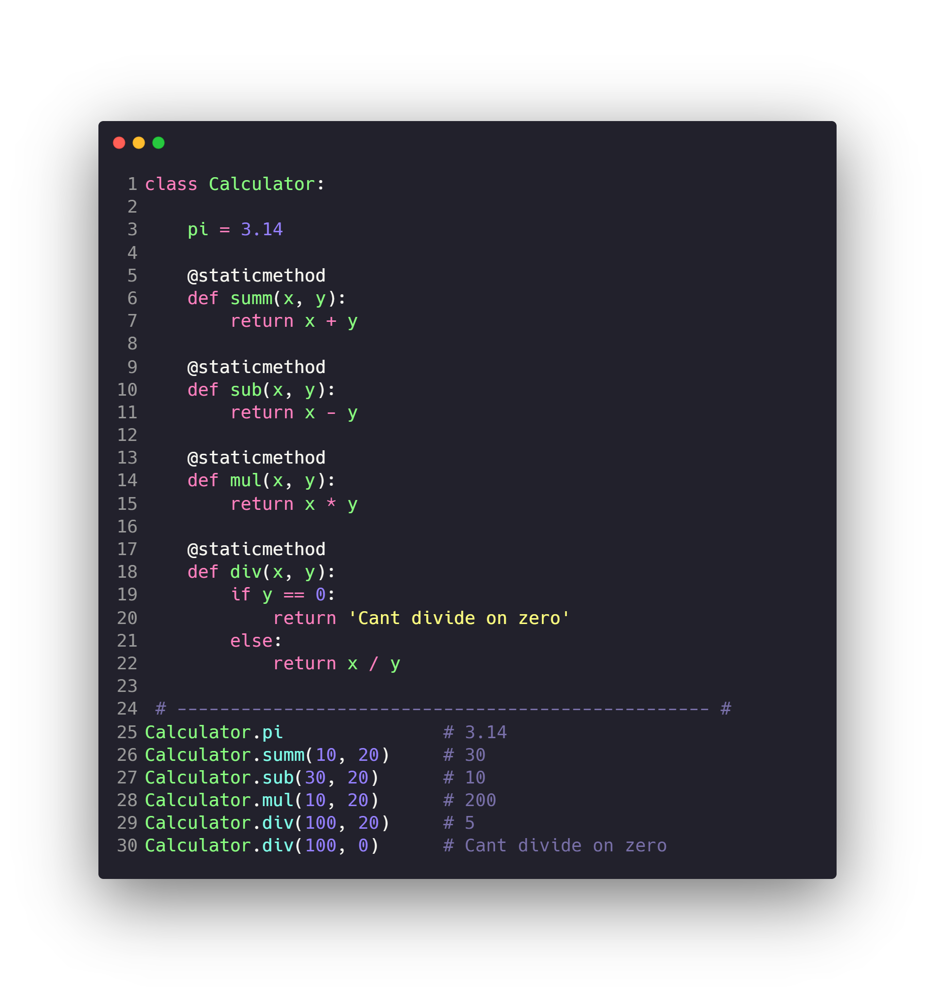 1 class Calculator:
2
3     pi = 3.14
4
5     @staticmethod
6     def summ(x, y):
7         return x + y
8
9     @staticmethod
10     def sub(x, y):
11         return x - y
12
13     @staticmethod
14     def mul(x, y):
15         return x * y
16
17     @staticmethod
18     def div(x, y):
19         if y == 0:
20             return 'Cant divide on zero'
21         else:
22             return x / y
23
24  # -------------------------------------------------- #
25 Calculator.pi               # 3.14
26 Calculator.summ(10, 20)     # 30
27 Calculator.sub(30, 20)      # 10
28 Calculator.mul(10, 20)      # 200
29 Calculator.div(100, 20)     # 5
30 Calculator.div(100, 0)      # Cant divide on zero